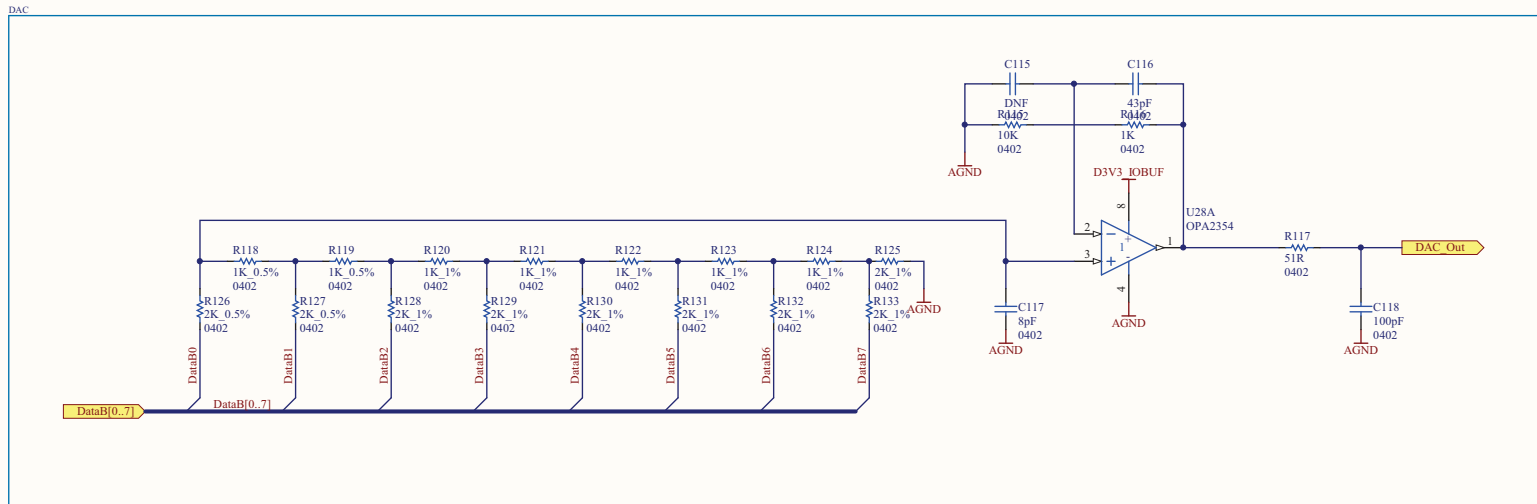 DAC
C115
C116
DNF
43pF
0402
0402
R115
R116
10K
1K
0402
0402
AGND
D3V3_IOBUF
8
U28A
OPA2354
2
1
1
3
4
AGND
R117
51R
0402
DAC_Out
R118
R119
R120
R121
R122
R123
R124
R125
1K_0.5%
1K_0.5%
1K_1%
1K_1%
1K_1%
1K_1%
1K_1%
2K_1%
0402
0402
0402
0402
0402
0402
0402
0402
R126
R127
R128
R129
R130
R131
R132
R133
2K_0.5%
2K_0.5%
2K_1%
2K_1%
2K_1%
2K_1%
2K_1%
2K_1%
0402
0402
0402
0402
0402
0402
0402
0402
AGND
C117
8pF
0402
AGND
C118
100pF
0402
AGND
DataB0
DataB1
DataB2
DataB3
DataB4
DataB5
DataB6
DataB7
DataB[0..7]
DataB[0..7]